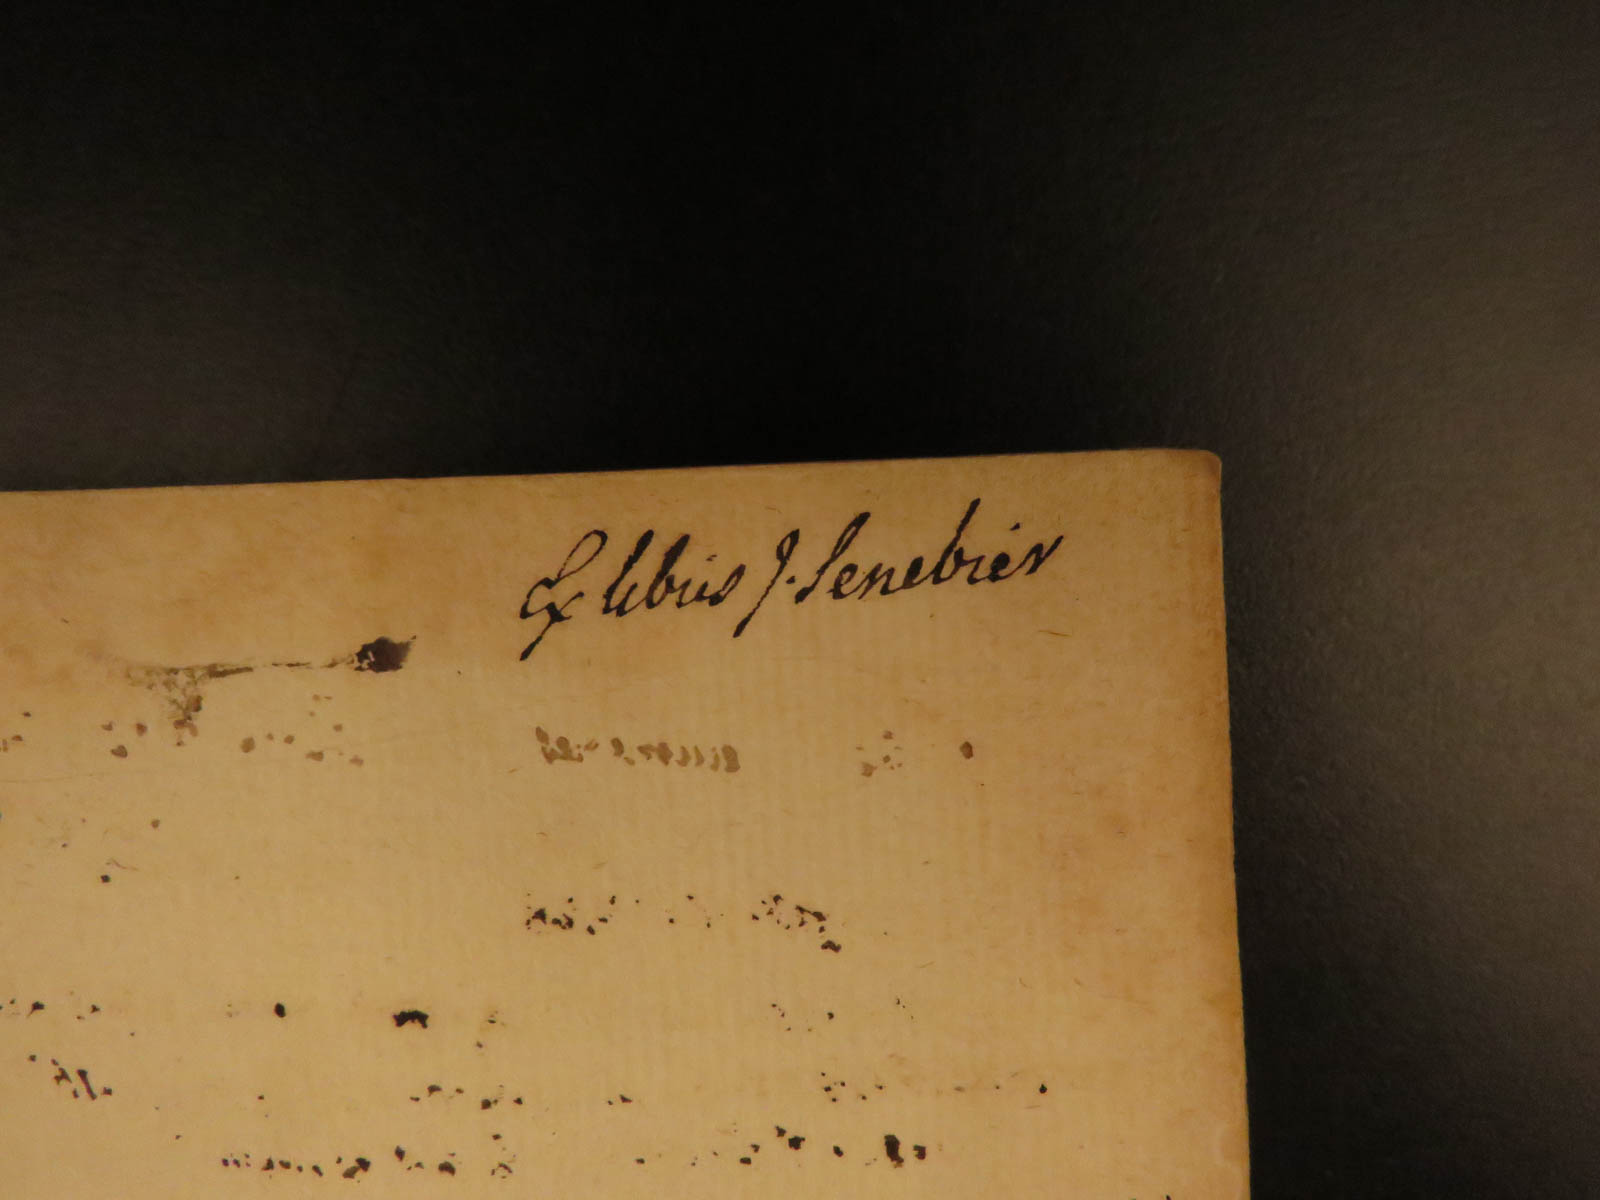 Ex libris J. Senebier